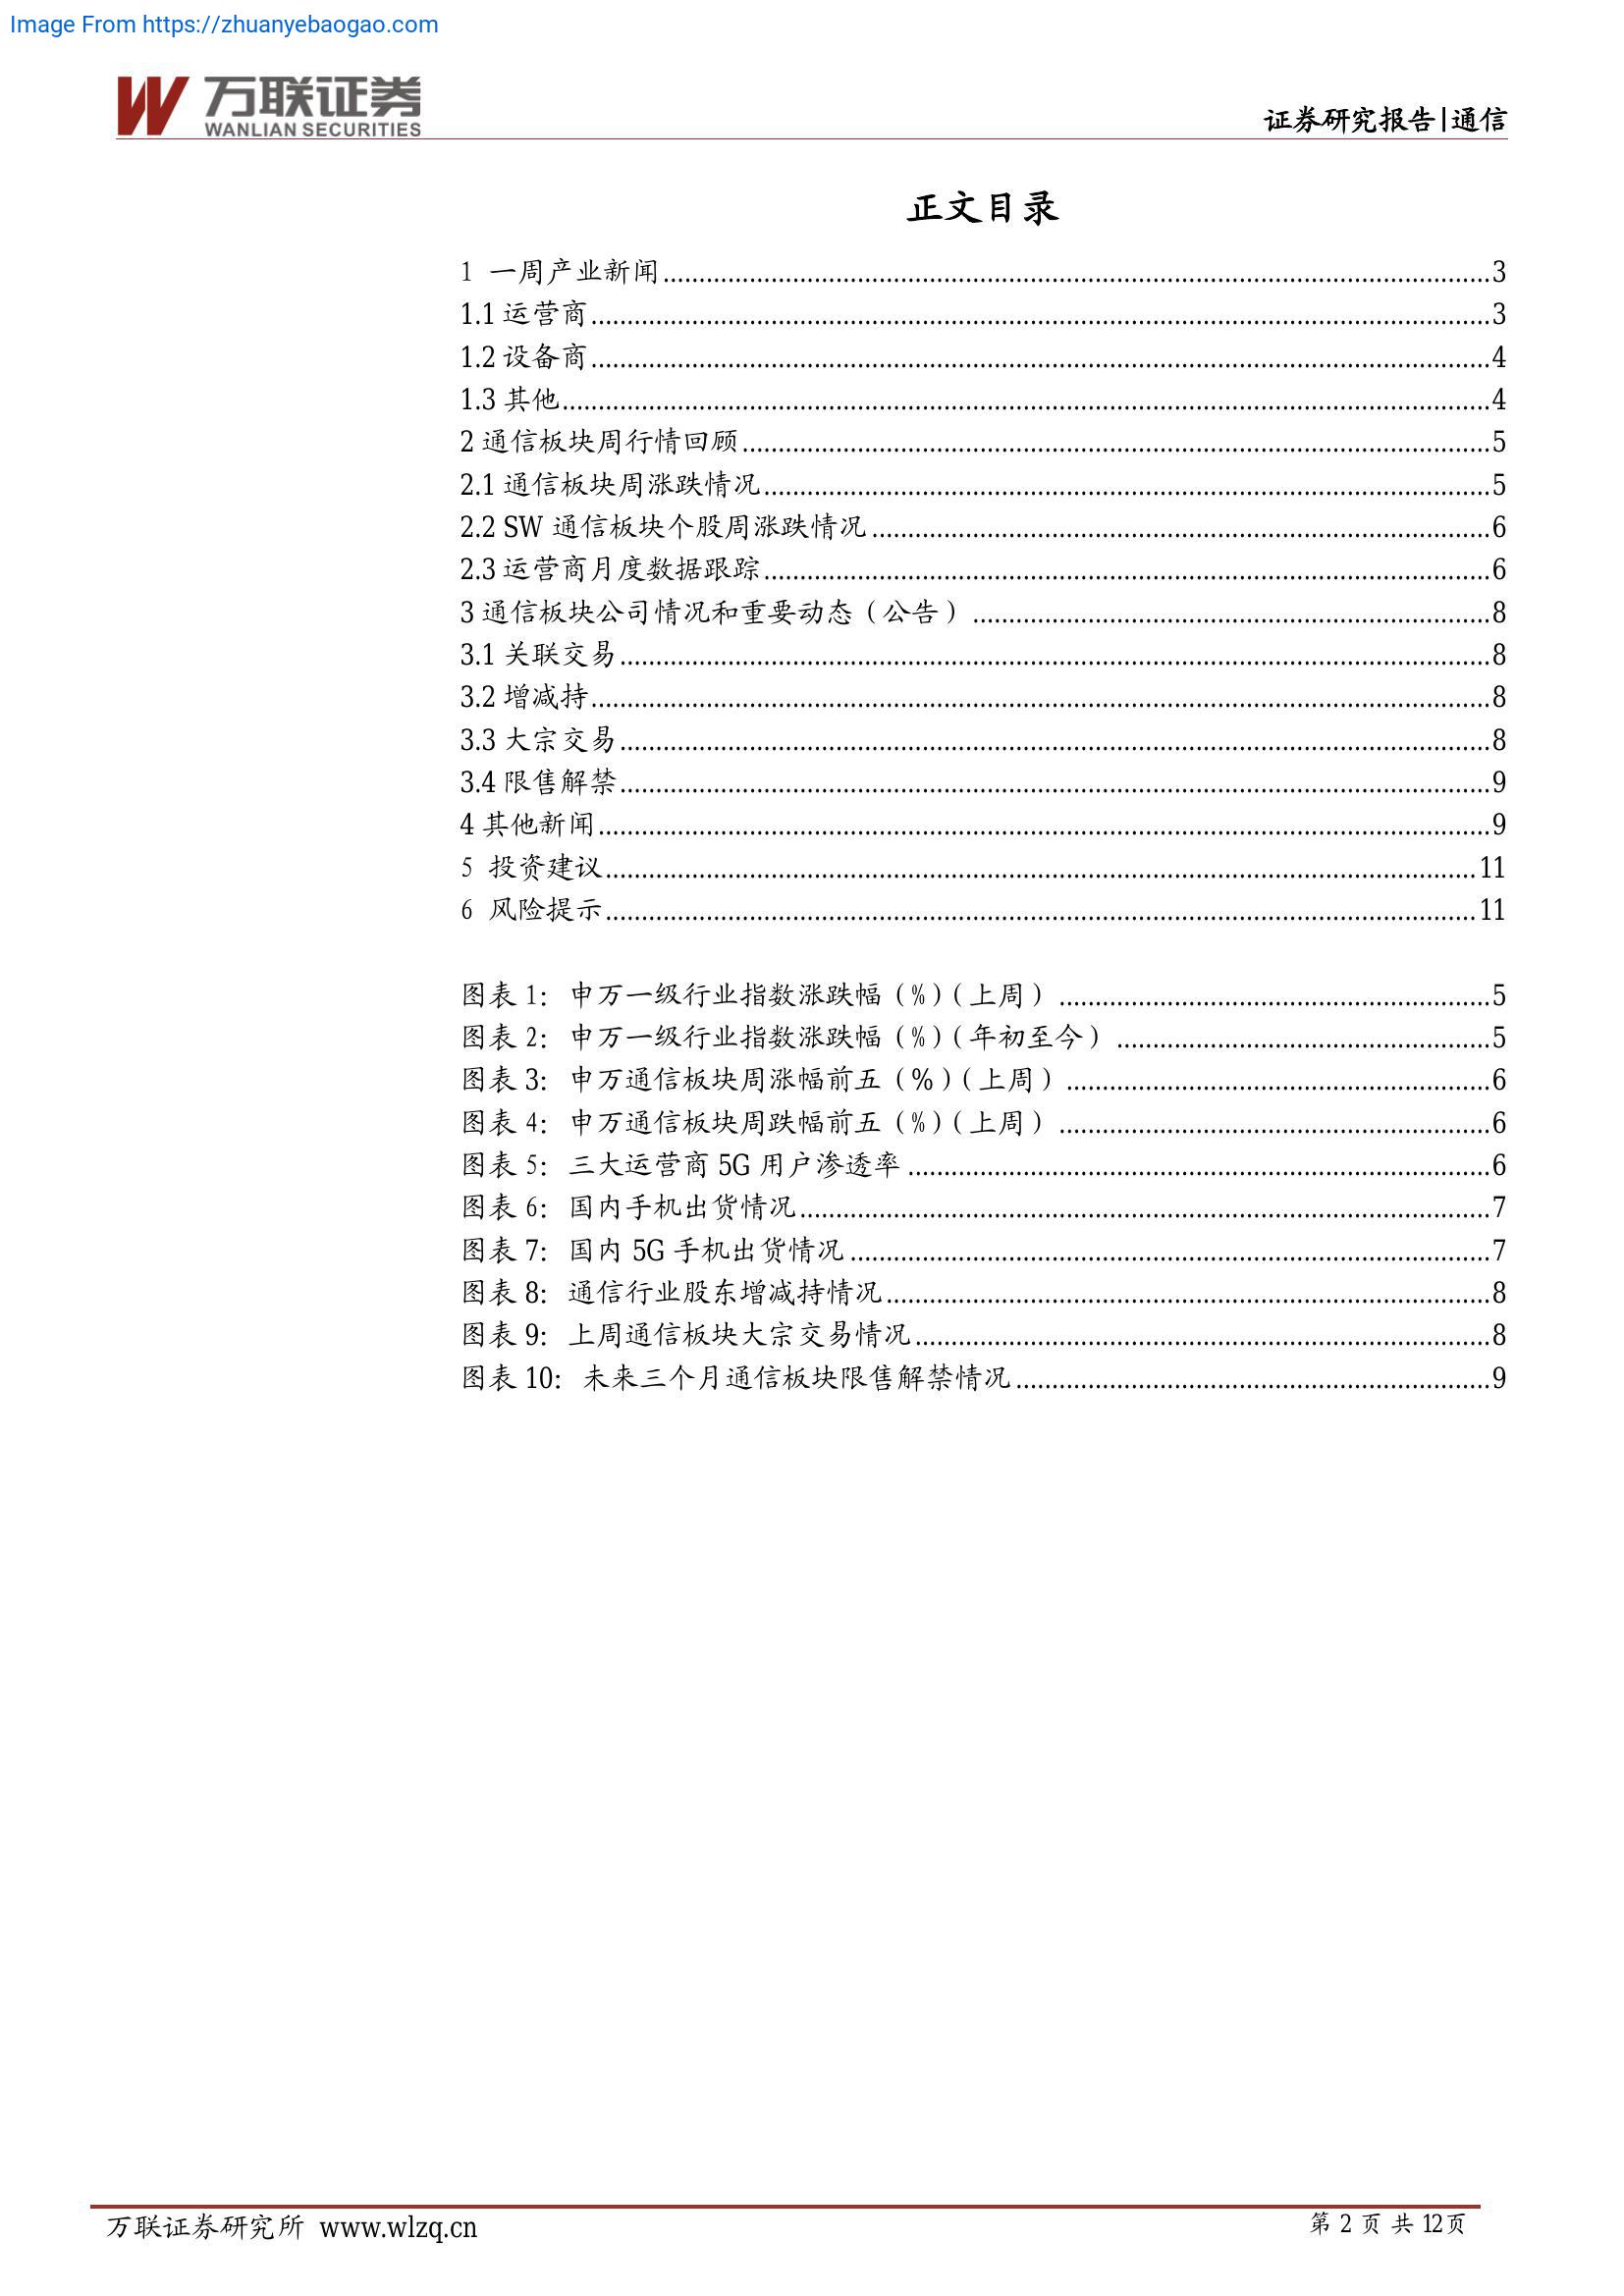 Image From https://zhuanyebaogao.com
万联证券
WANLIAN SECURITIES
证券研究报告|通信
正文目录
1 一周产业新闻........3
1.1 运营商........3
1.2 设备商........4
1.3 其他........4
2 通信板块周行情回顾........5
2.1 通信板块周涨跌情况........5
2.2 SW 通信板块个股周涨跌情况........6
2.3 运营商月度数据跟踪........6
3 通信板块公司情况和重要动态（公告）........8
3.1 关联交易........8
3.2 增减持........8
3.3 大宗交易........8
3.4 限售解禁........9
4 其他新闻........9
5 投资建议........11
6 风险提示........11
图表 1：申万一级行业指数涨跌幅（%）（上周）........5
图表 2：申万一级行业指数涨跌幅（%）（年初至今）........5
图表 3：申万通信板块周涨幅前五（%）（上周）........6
图表 4：申万通信板块周跌幅前五（%）（上周）........6
图表 5：三大运营商 5G 用户渗透率........6
图表 6：国内手机出货情况........7
图表 7：国内 5G 手机出货情况........7
图表 8：通信行业股东增减持情况........8
图表 9：上周通信板块大宗交易情况........8
图表 10：未来三个月通信板块限售解禁情况........9
万联证券研究所 www.wlzq.cn
第 2 页 共 12页